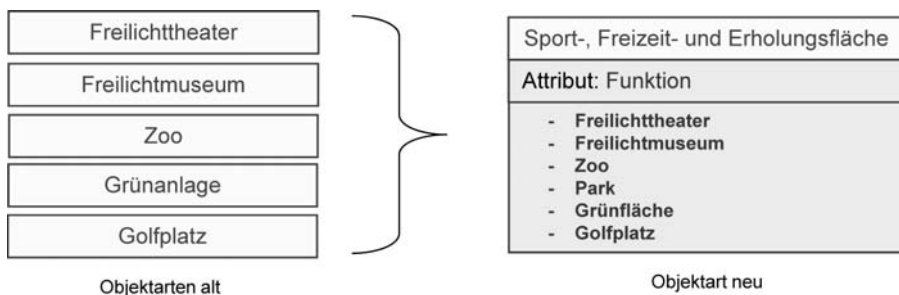 Freilichttheater
Freilichtmuseum
Zoo
Grünanlage
Golfplatz
Objektarten alt
Sport-, Freizeit- und Erholungsfläche
Attribut: Funktion
- Freilichttheater
- Freilichtmuseum
- Zoo
- Park
- Grünfläche
- Golfplatz
Objektart neu